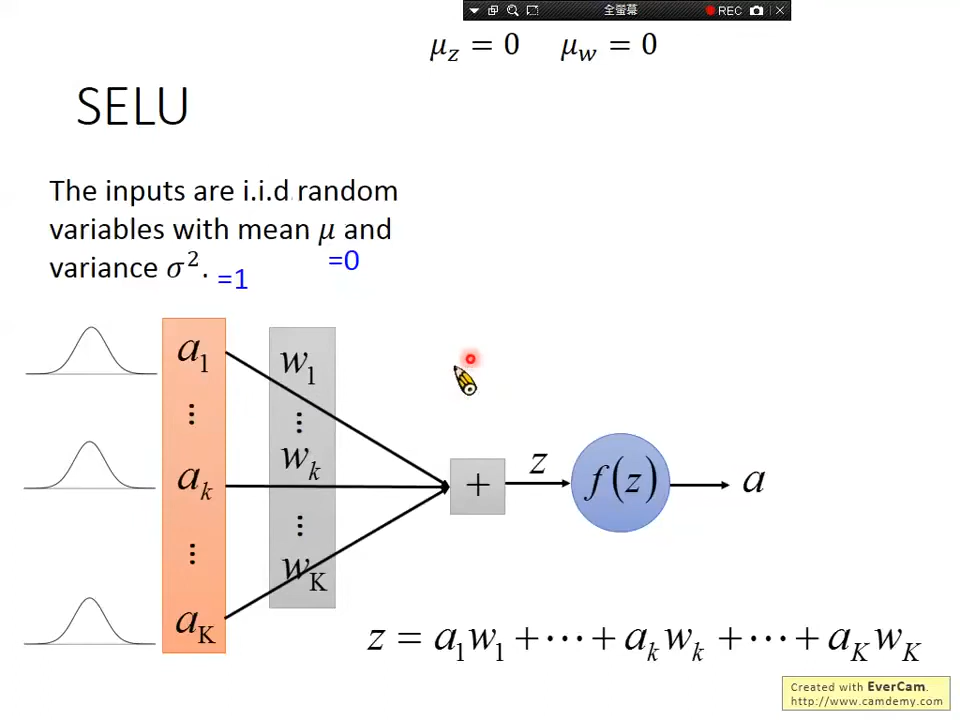 全螢幕 REC
μ_z = 0 μ_w = 0
SELU
The inputs are i.i.d random
variables with mean μ and
variance σ². =1 =0
a₁ w₁
⋮ ⋮
a_k w_k + z f(z) a
⋮ ⋮
a_K w_K
z = a₁w₁ + ⋯ + a_k w_k + ⋯ + a_K w_K
Created with EverCam.
http://www.camdemy.com